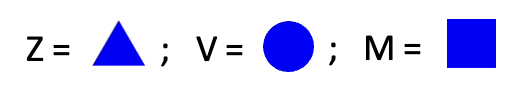 Z = ; V = ; M =